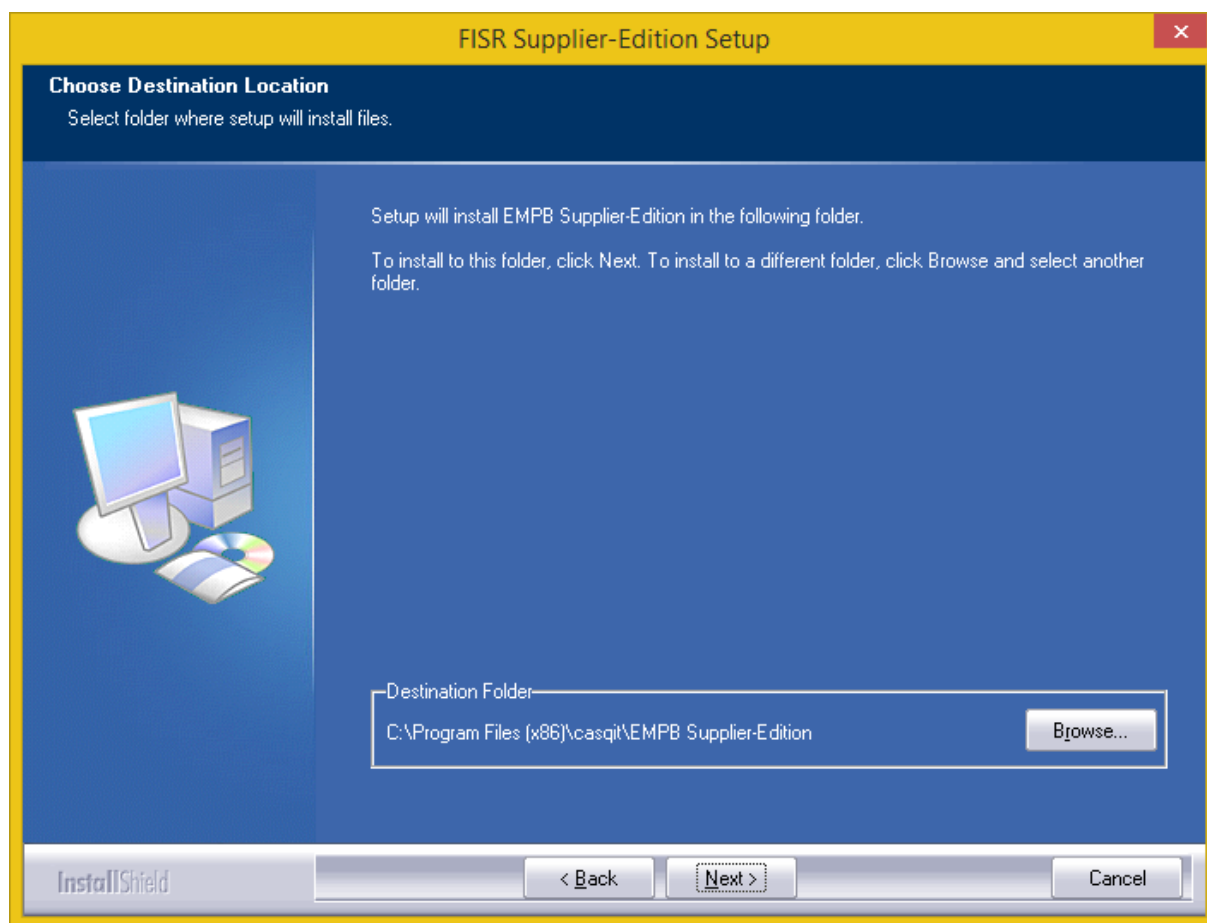 FISR Supplier-Edition Setup
Choose Destination Location
Select folder where setup will install files.
Setup will install EMPB Supplier-Edition in the following folder.
To install to this folder, click Next. To install to a different folder, click Browse and select another
folder.
Destination Folder
C:\Program Files (x86)\casqit\EMPB Supplier-Edition
Browse...
InstallShield
< Back
Next >
Cancel